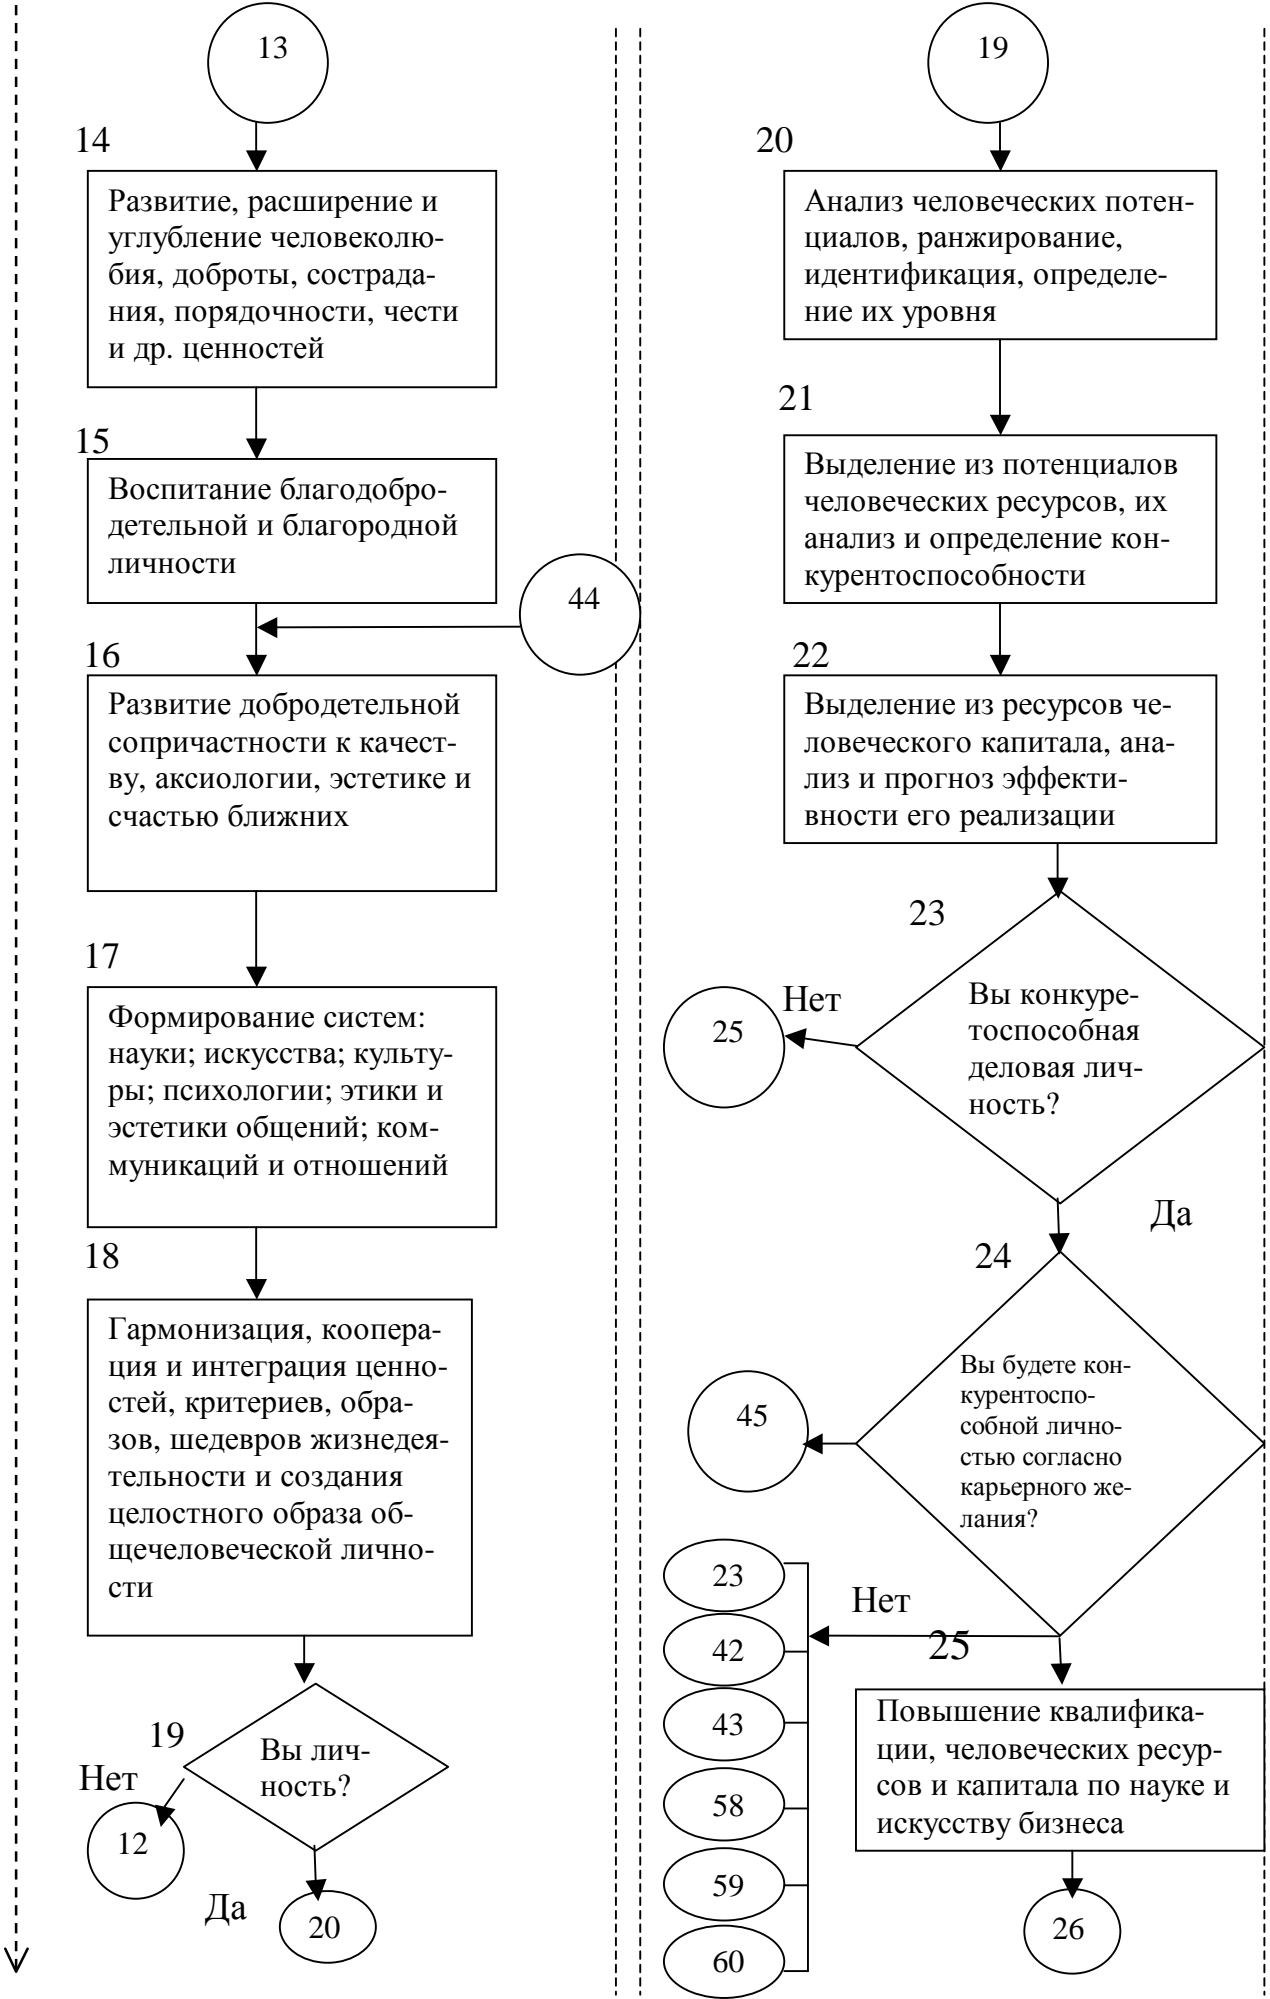 13
14
Развитие, расширение и
углубление человеколю-
бия, доброты, сострада-
ния, порядочности, чести
и др. ценностей
15
Воспитание благодобро-
детельной и благородной
личности
44
16
Развитие добродетельной
сопричастности к качест-
ву, аксиологии, эстетике и
счастью ближних
17
Формирование систем:
науки; искусства; культу-
ры; психологии; этики и
эстетики общений; ком-
муникаций и отношений
18
Гармонизация, коопера-
ция и интеграция ценно-
стей, критериев, обра-
зов, шедевров жизнедея-
тельности и создания
целостного образа об-
щечеловеческой лично-
сти
19
Вы лич-
ность?
Нет
12
Да
20
19
20
Анализ человеческих потен-
циалов, ранжирование,
идентификация, определе-
ние их уровня
21
Выделение из потенциалов
человеческих ресурсов, их
анализ и определение кон-
курентоспособности
22
Выделение из ресурсов че-
ловеческого капитала, ана-
лиз и прогноз эффекти-
вности его реализации
23
Вы конкуре-
тоспособная
деловая лич-
ность?
Нет
25
Да
24
Вы будете кон-
курентоспо-
собной лично-
стью согласно
карьерного же-
лания?
45
Нет
23
42
43
58
59
60
25
Повышение квалифика-
ции, человеческих ресур-
сов и капитала по науке и
искусству бизнеса
26